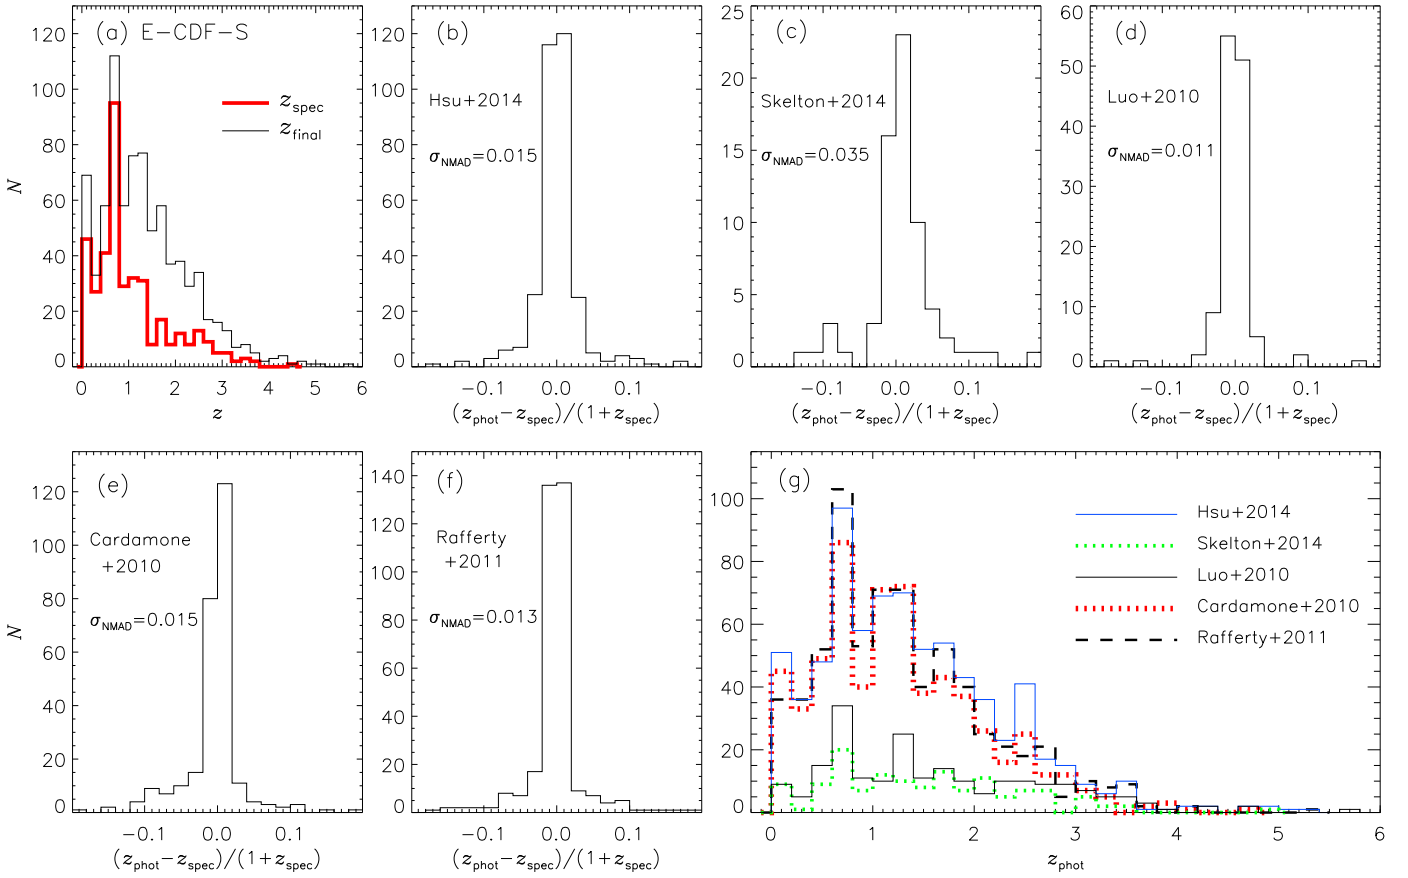 (a) E-CDF-S
z_spec
z_final
N
0 20 40 60 80 100 120
0 1 2 3 4 5 6
z
(b)
Hsu+2014
σ_NMAD=0.015
0 20 40 60 80 100 120
−0.1 0.0 0.1
(z_phot−z_spec)/(1+z_spec)
(c)
Skelton+2014
σ_NMAD=0.035
0 5 10 15 20 25
−0.1 0.0 0.1
(z_phot−z_spec)/(1+z_spec)
(d)
Luo+2010
σ_NMAD=0.011
0 10 20 30 40 50 60
−0.1 0.0 0.1
(z_phot−z_spec)/(1+z_spec)
(e)
Cardamone
+2010
σ_NMAD=0.015
N
0 20 40 60 80 100 120
−0.1 0.0 0.1
(z_phot−z_spec)/(1+z_spec)
(f)
Rafferty
+2011
σ_NMAD=0.013
0 20 40 60 80 100 120 140
−0.1 0.0 0.1
(z_phot−z_spec)/(1+z_spec)
(g)
Hsu+2014
Skelton+2014
Luo+2010
Cardamone+2010
Rafferty+2011
0 20 40 60 80 100
0 1 2 3 4 5 6
z_phot